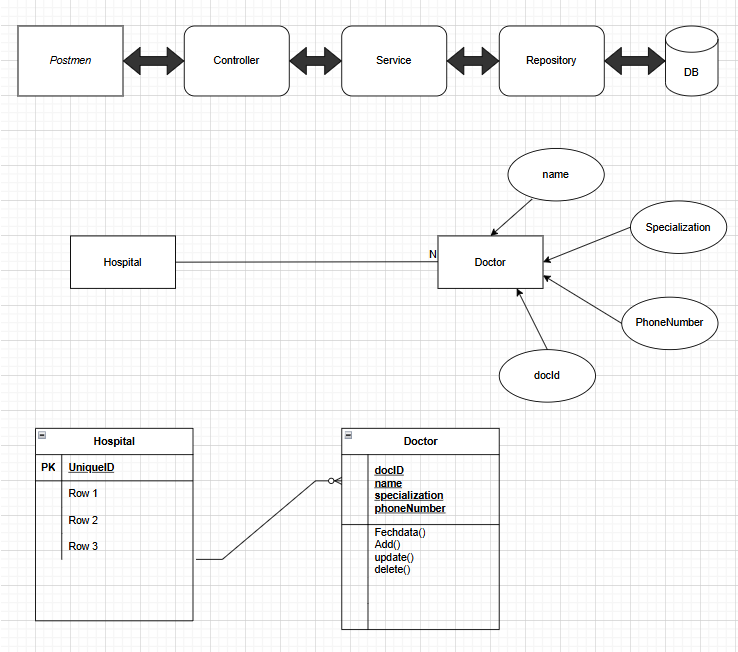 Postmen
Controller
Service
Repository
DB
name
Specialization
Hospital
N
Doctor
PhoneNumber
docId
Hospital
PK UniqueID
Row 1
Row 2
Row 3
Doctor
docID
name
specialization
phoneNumber
Fechdata()
Add()
update()
delete()